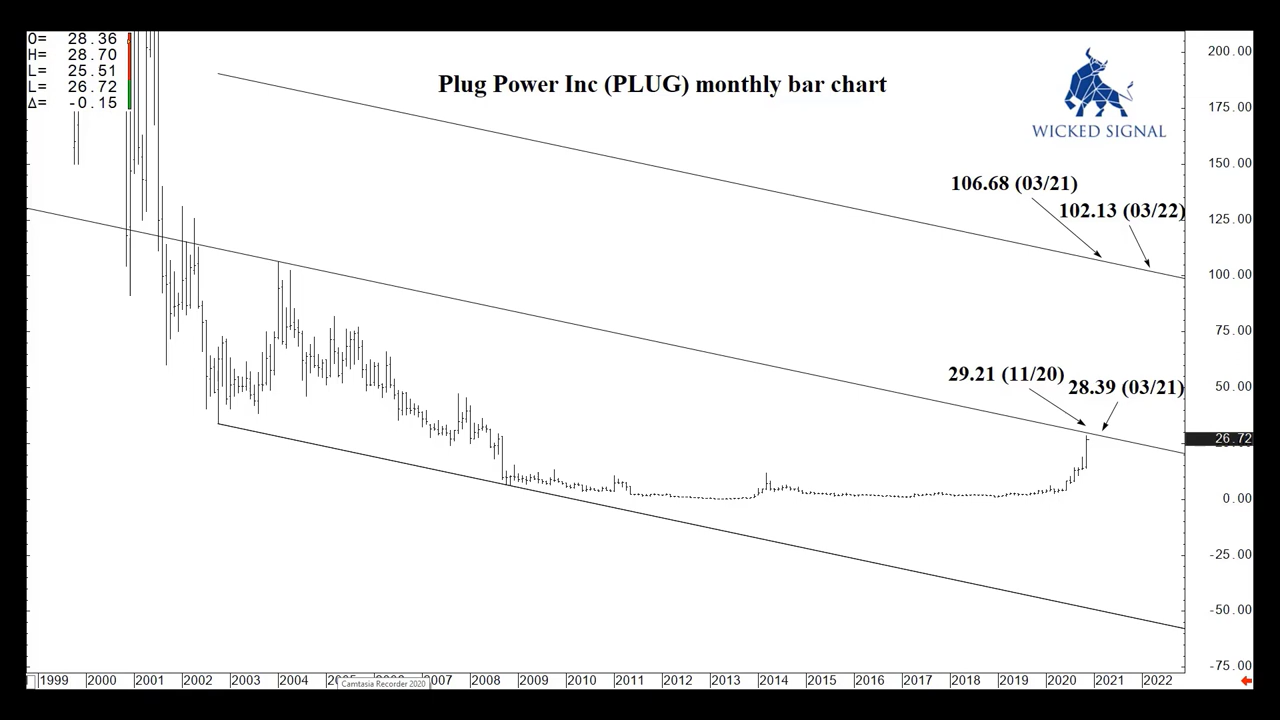 O= 28.36
H= 28.70
L= 25.51
L= 26.72
Δ= -0.15
Plug Power Inc (PLUG) monthly bar chart
WICKED SIGNAL
106.68 (03/21)
102.13 (03/22)
29.21 (11/20)
28.39 (03/21)
200.00
175.00
150.00
125.00
100.00
75.00
50.00
26.72
0.00
-25.00
-50.00
-75.00
1999 2000 2001 2002 2003 2004 2007 2008 2009 2010 2011 2012 2013 2014 2015 2016 2017 2018 2019 2020 2021 2022
Camtasia Recorder 2020